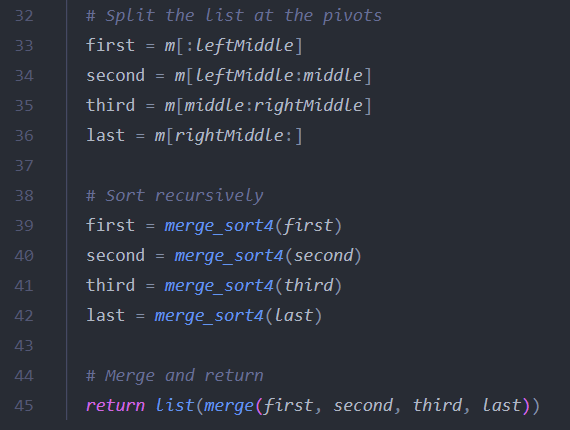 32 # Split the list at the pivots
33 first = m[:leftMiddle]
34 second = m[leftMiddle:middle]
35 third = m[middle:rightMiddle]
36 last = m[rightMiddle:]
37
38 # Sort recursively
39 first = merge_sort4(first)
40 second = merge_sort4(second)
41 third = merge_sort4(third)
42 last = merge_sort4(last)
43
44 # Merge and return
45 return list(merge(first, second, third, last))